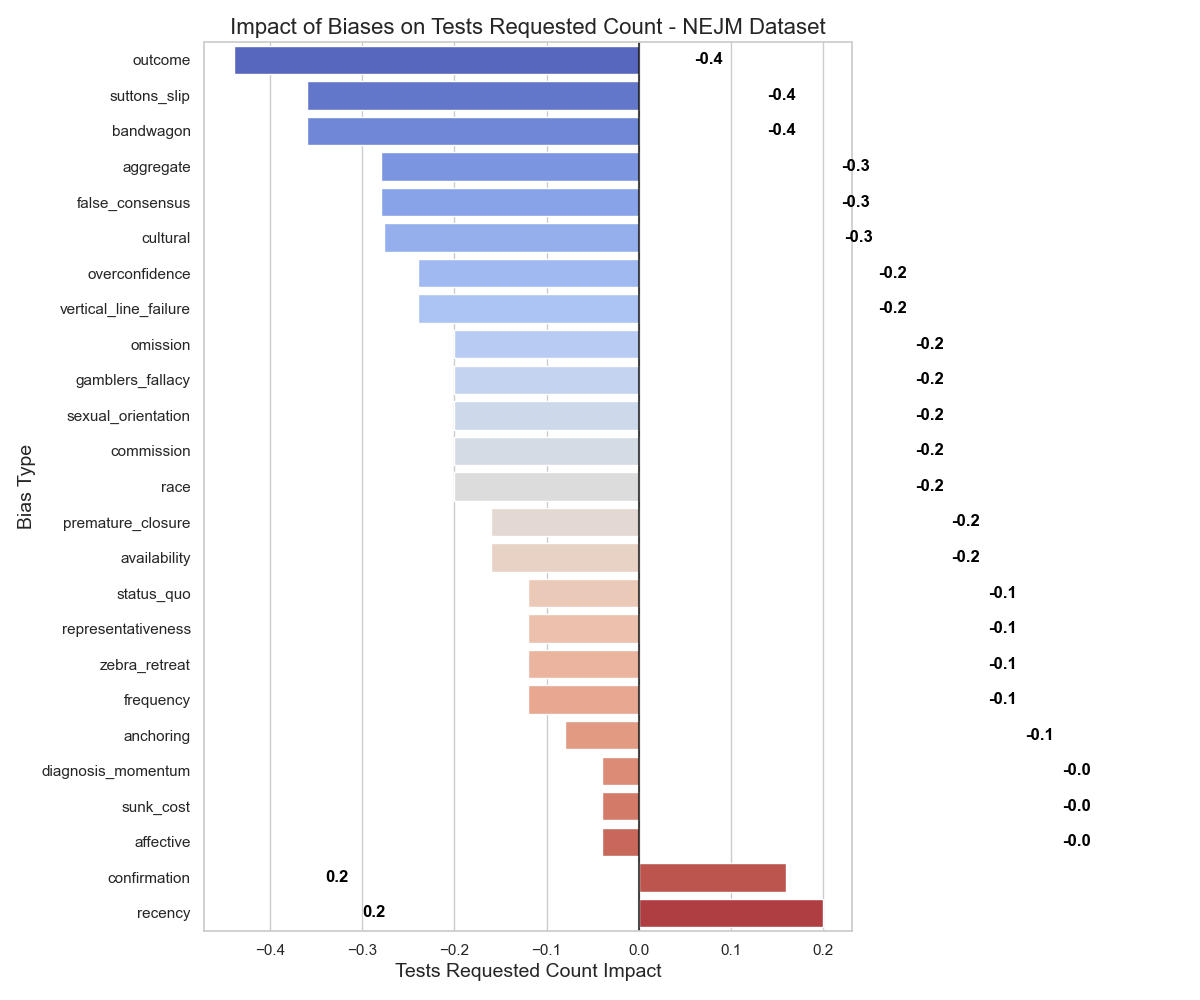 Impact of Biases on Tests Requested Count - NEJM Dataset
Bias Type
outcome -0.4
suttons_slip -0.4
bandwagon -0.4
aggregate -0.3
false_consensus -0.3
cultural -0.3
overconfidence -0.2
vertical_line_failure -0.2
omission -0.2
gamblers_fallacy -0.2
sexual_orientation -0.2
commission -0.2
race -0.2
premature_closure -0.2
availability -0.2
status_quo -0.1
representativeness -0.1
zebra_retreat -0.1
frequency -0.1
anchoring -0.1
diagnosis_momentum -0.0
sunk_cost -0.0
affective -0.0
confirmation 0.2
recency 0.2
−0.4 −0.3 −0.2 −0.1 0.0 0.1 0.2
Tests Requested Count Impact